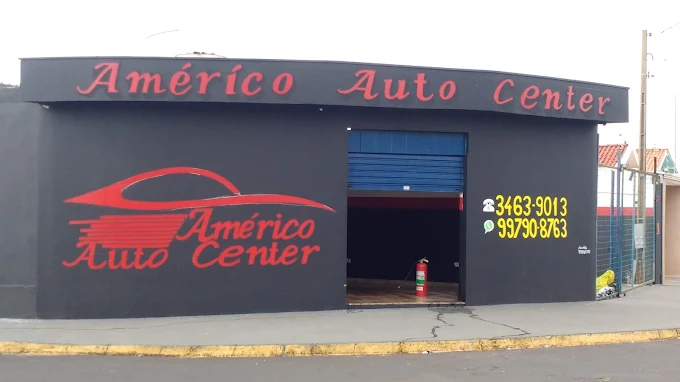 Américo Auto Center
Américo
Auto Center
3463-9013
99790-8763